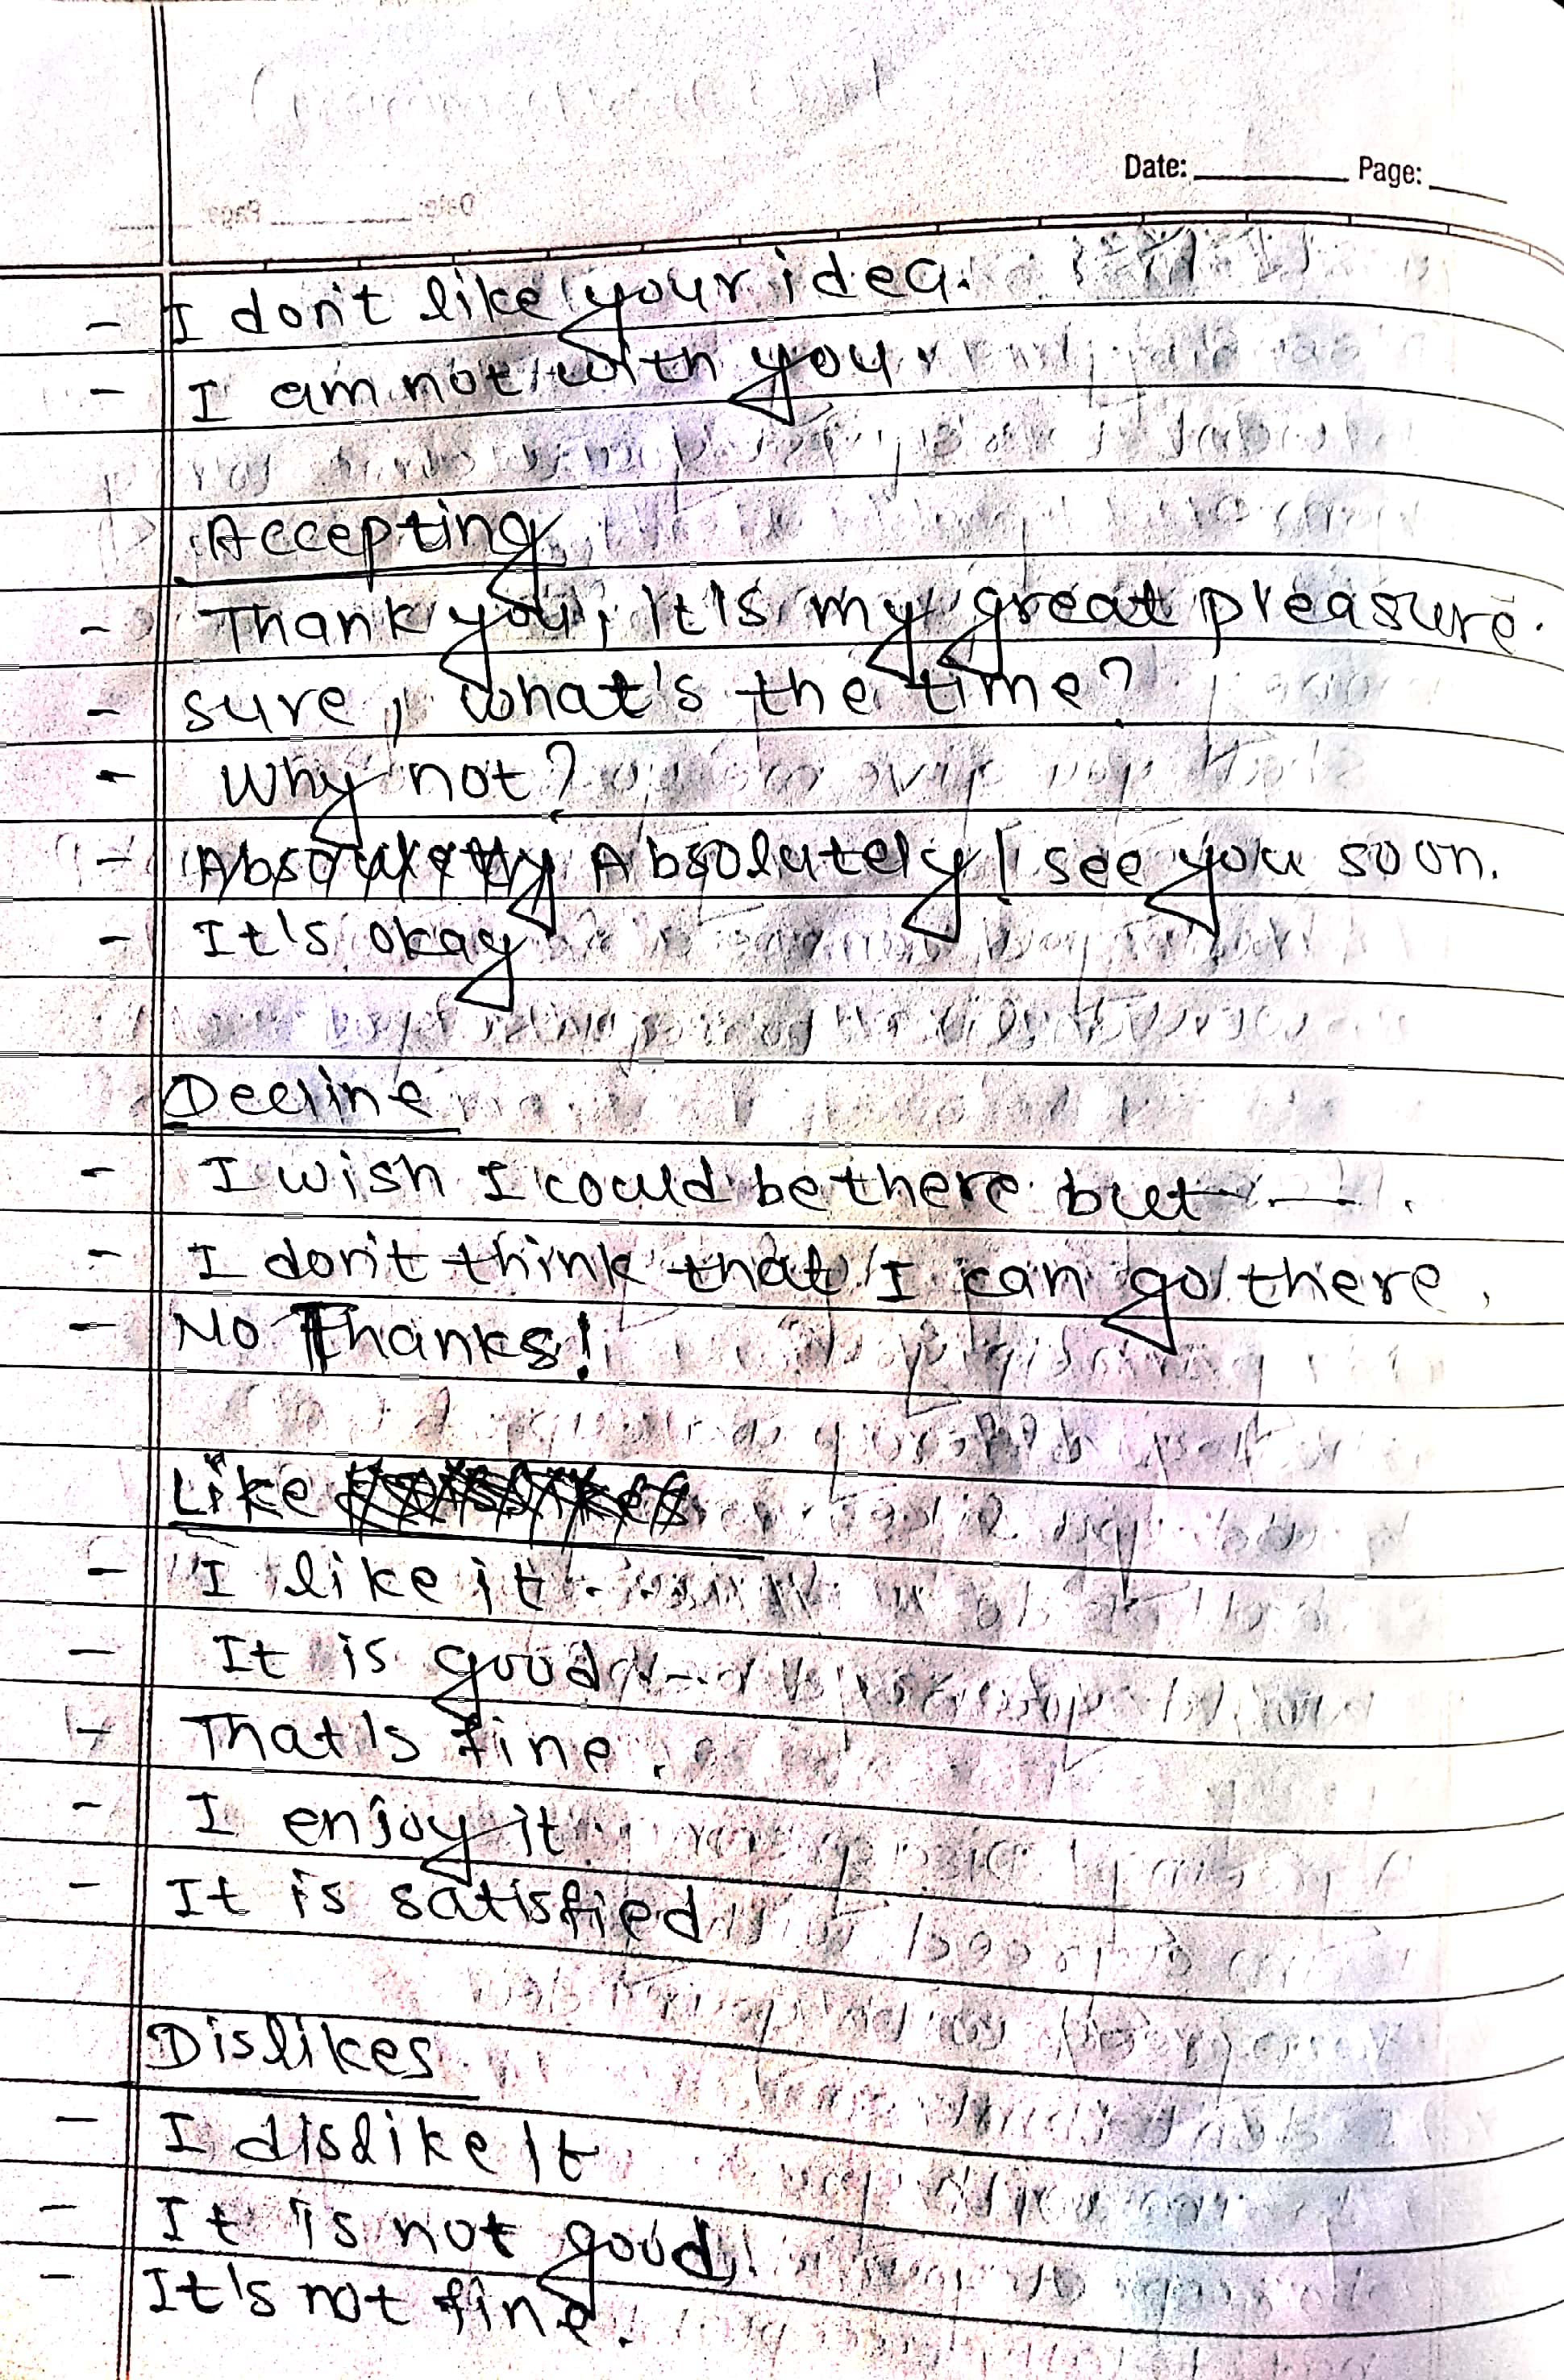 Date: Page:
- I don't like your idea.
- I am not with you
Accepting
- Thank you, It is my great pleasure.
- sure, what's the time?
- Why not?
- Absolutely! see you soon.
- It's okay
Decline
- I wish I could be there but - - .
- I don't think that I can go there.
- No Thanks!
Like
- I like it.
- It is good
- That's fine.
- I enjoy it
- It is satisfied
Dislikes
- I dislike It
- It is not good.
- It's not fine.